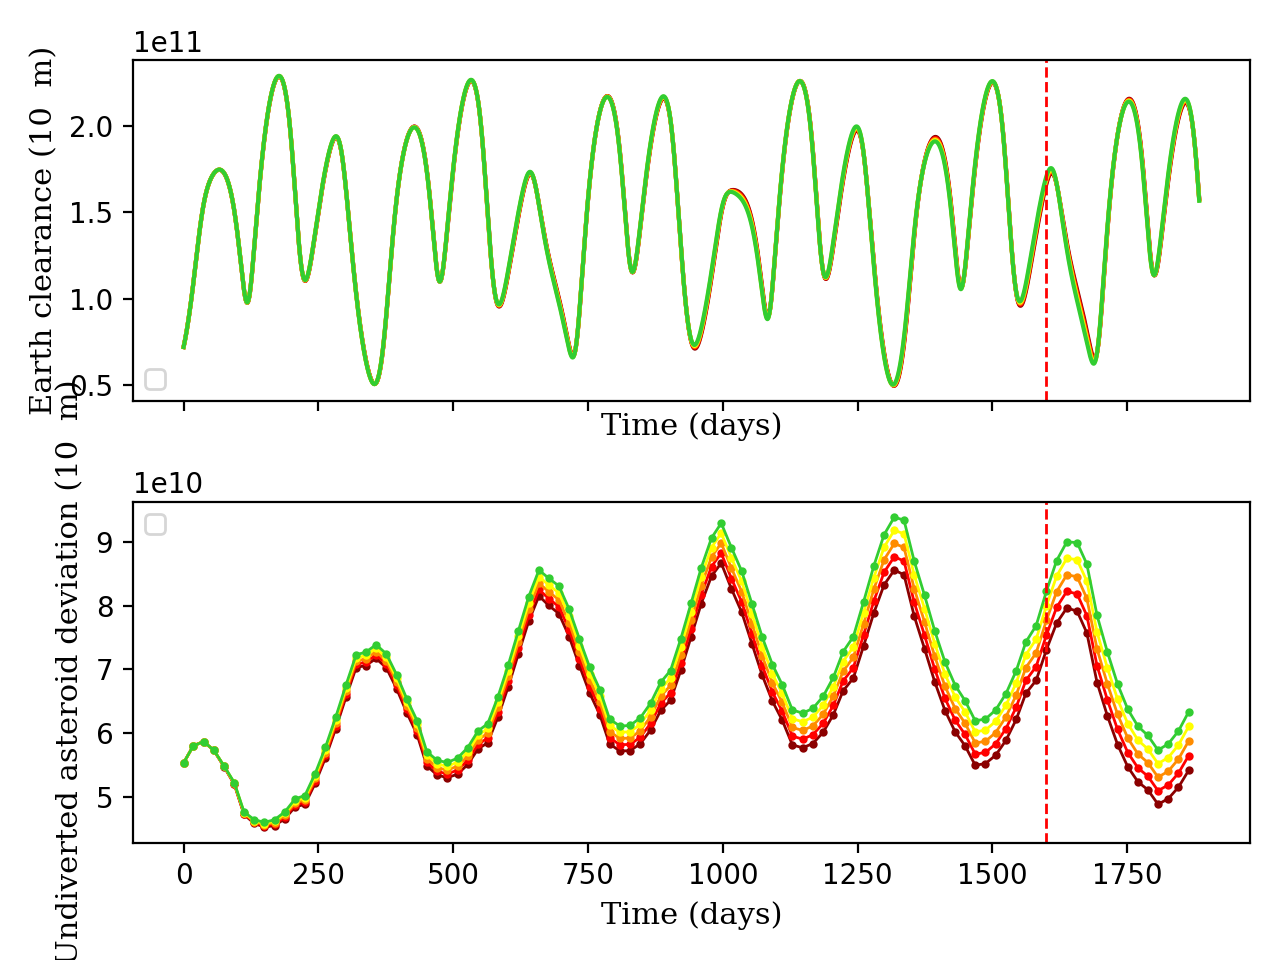 1e11
Earth clearance (10 m)
2.0
1.5
1.0
0.5
Time (days)
1e10
Undiverted asteroid deviation (10 m)
9
8
7
6
5
0 250 500 750 1000 1250 1500 1750
Time (days)